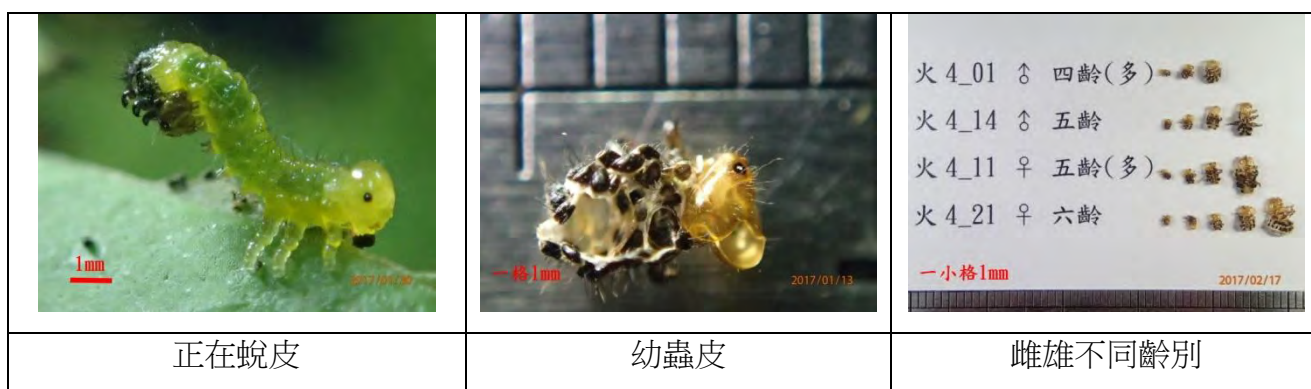 1mm
2017/01/30
一格1mm
2017/01/13
火 4_01 ♂ 四齡(多)
火 4_14 ♂ 五齡
火 4_11 ♀ 五齡(多)
火 4_21 ♀ 六齡
一小格1mm
2017/02/17
正在蛻皮
幼蟲皮
雌雄不同齡別